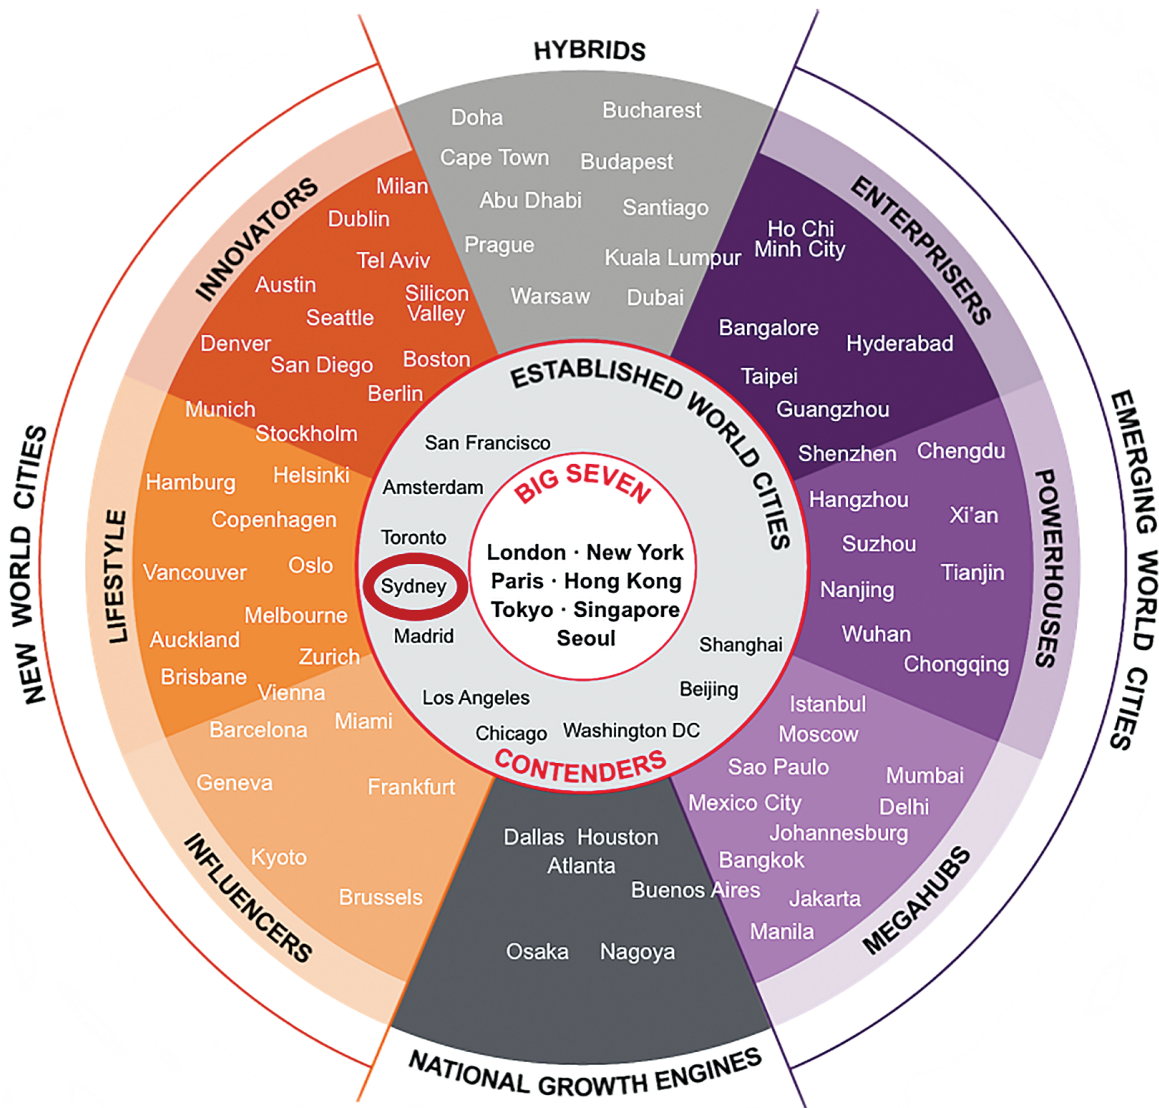 HYBRIDS
Doha
Bucharest
Cape Town
Budapest
Abu Dhabi
Santiago
Prague
Kuala Lumpur
Warsaw
Dubai
INNOVATORS
Milan
Dublin
Tel Aviv
Austin
Silicon
Valley
Seattle
Denver
San Diego
Boston
Berlin
Munich
Stockholm
ENTERPRISERS
Ho Chi
Minh City
Bangalore
Hyderabad
Taipei
Guangzhou
Shenzhen
NEW WORLD CITIES
LIFESTYLE
Hamburg
Helsinki
Copenhagen
Vancouver
Oslo
Melbourne
Auckland
Zurich
Brisbane
Vienna
ESTABLISHED WORLD CITIES
San Francisco
Amsterdam
Toronto
Sydney
Madrid
Los Angeles
Chicago
Washington DC
Beijing
Shanghai
CONTENDERS
BIG SEVEN
London · New York
Paris · Hong Kong
Tokyo · Singapore
Seoul
EMERGING WORLD CITIES
POWERHOUSES
Chengdu
Hangzhou
Xi'an
Suzhou
Tianjin
Nanjing
Wuhan
Chongqing
INFLUENCERS
Barcelona
Miami
Geneva
Frankfurt
Kyoto
Brussels
MEGAHUBS
Istanbul
Moscow
Sao Paulo
Mumbai
Mexico City
Delhi
Johannesburg
Bangkok
Jakarta
Manila
Dallas Houston
Atlanta
Buenos Aires
Osaka Nagoya
NATIONAL GROWTH ENGINES